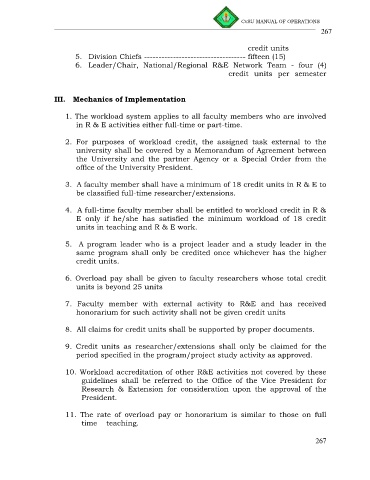 CvSU MANUAL OF OPERATIONS
267
credit units
5. Division Chiefs ----------------------------------- fifteen (15)
6. Leader/Chair, National/Regional R&E Network Team - four (4)
credit units per semester
III. Mechanics of Implementation
1. The workload system applies to all faculty members who are involved
in R & E activities either full-time or part-time.
2. For purposes of workload credit, the assigned task external to the
university shall be covered by a Memorandum of Agreement between
the University and the partner Agency or a Special Order from the
office of the University President.
3. A faculty member shall have a minimum of 18 credit units in R & E to
be classified full-time researcher/extensions.
4. A full-time faculty member shall be entitled to workload credit in R &
E only if he/she has satisfied the minimum workload of 18 credit
units in teaching and R & E work.
5. A program leader who is a project leader and a study leader in the
same program shall only be credited once whichever has the higher
credit units.
6. Overload pay shall be given to faculty researchers whose total credit
units is beyond 25 units
7. Faculty member with external activity to R&E and has received
honorarium for such activity shall not be given credit units
8. All claims for credit units shall be supported by proper documents.
9. Credit units as researcher/extensions shall only be claimed for the
period specified in the program/project study activity as approved.
10. Workload accreditation of other R&E activities not covered by these
guidelines shall be referred to the Office of the Vice President for
Research & Extension for consideration upon the approval of the
President.
11. The rate of overload pay or honorarium is similar to those on full
time teaching.
267